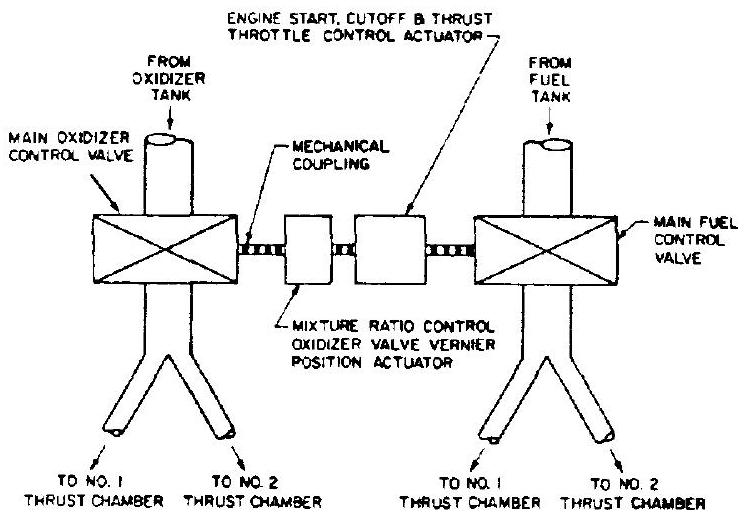 ENGINE START, CUTOFF & THRUST
THROTTLE CONTROL ACTUATOR
FROM
OXIDIZER
TANK
FROM
FUEL
TANK
MAIN OXIDIZER
CONTROL VALVE
MECHANICAL
COUPLING
MAIN FUEL
CONTROL
VALVE
MIXTURE RATIO CONTROL
OXIDIZER VALVE VERNIER
POSITION ACTUATOR
TO NO. 1
THRUST CHAMBER
TO NO. 2
THRUST CHAMBER
TO NO. 1
THRUST CHAMBER
TO NO. 2
THRUST CHAMBER